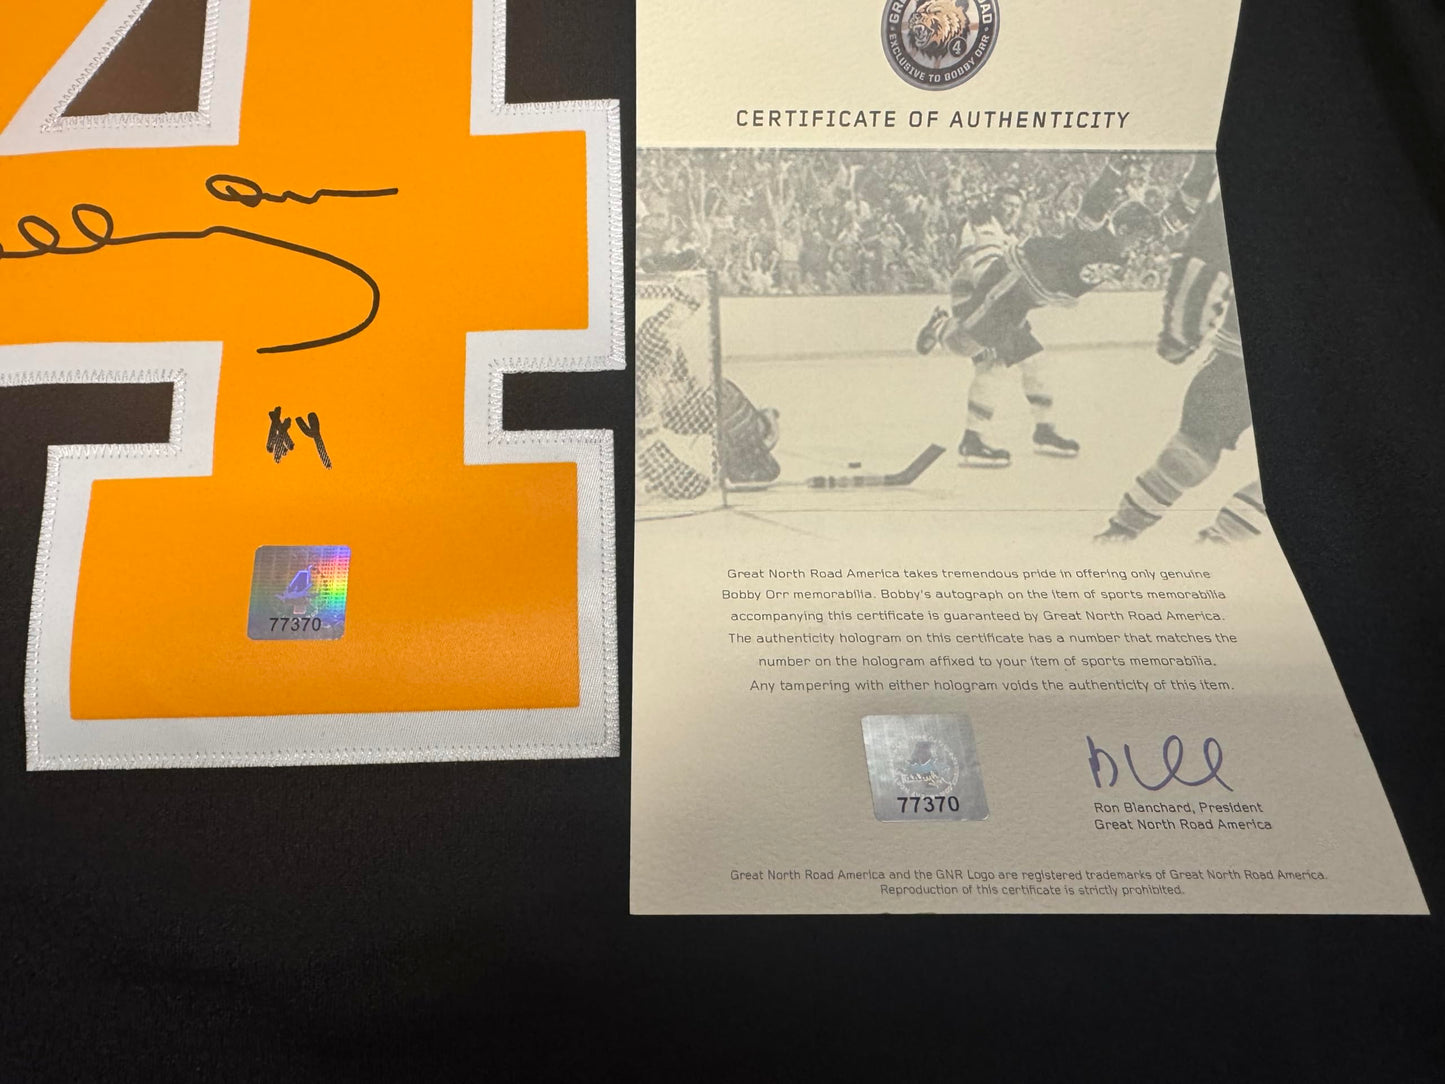 EXCLUSIVE TO BOBBY ORR
4
CERTIFICATE OF AUTHENTICITY
Orr
#4
77370
Great North Road America takes tremendous pride in offering only genuine
Bobby Orr memorabilia. Bobby's autograph on the item of sports memorabilia
accompanying this certificate is guaranteed by Great North Road America.
The authenticity hologram on this certificate has a number that matches the
number on the hologram affixed to your item of sports memorabilia.
Any tampering with either hologram voids the authenticity of this item.
77370
Ron Blanchard, President
Great North Road America
Great North Road America and the GNR Logo are registered trademarks of Great North Road America.
Reproduction of this certificate is strictly prohibited.